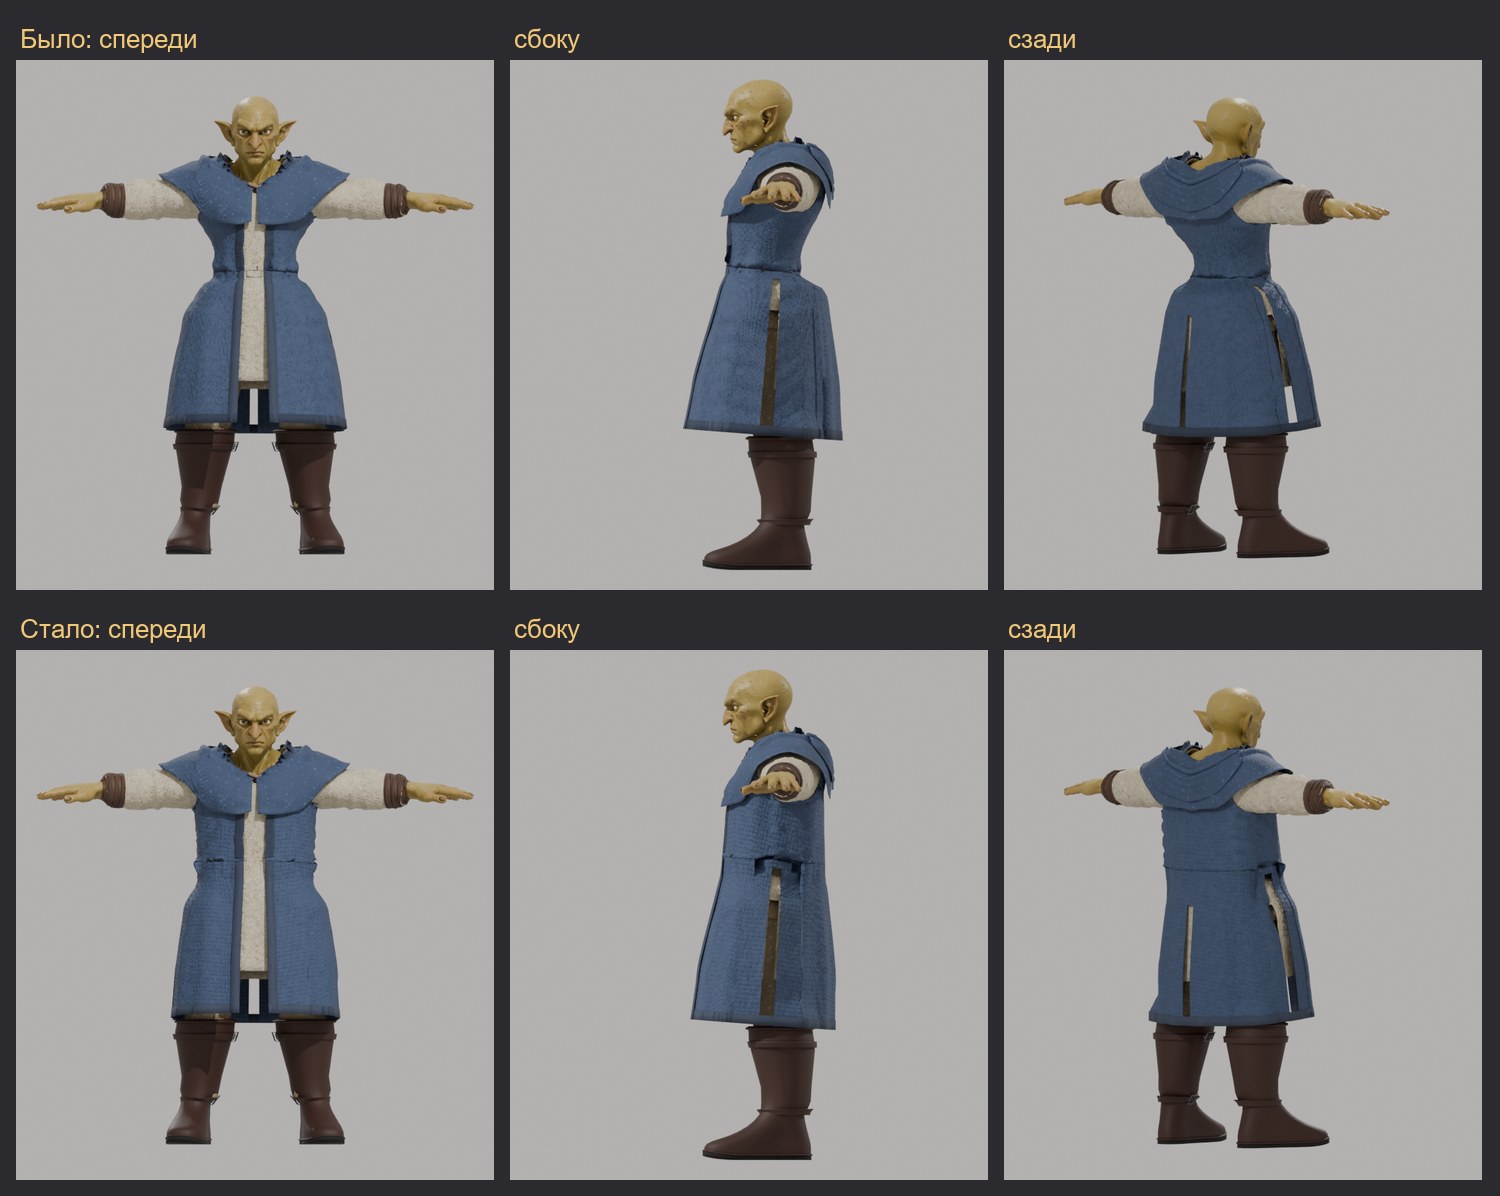 Было: спереди
сбоку
сзади
Стало: спереди
сбоку
сзади